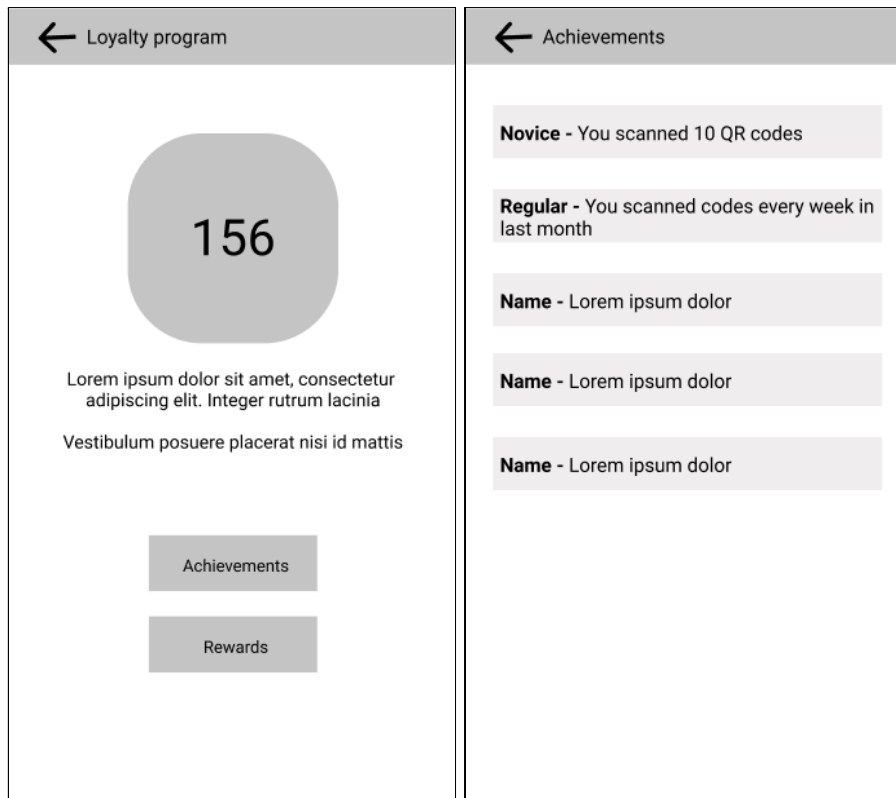 Loyalty program
156
Lorem ipsum dolor sit amet, consectetur
adipiscing elit. Integer rutrum lacinia
Vestibulum posuere placerat nisi id mattis
Achievements
Rewards
Achievements
Novice - You scanned 10 QR codes
Regular - You scanned codes every week in
last month
Name - Lorem ipsum dolor
Name - Lorem ipsum dolor
Name - Lorem ipsum dolor